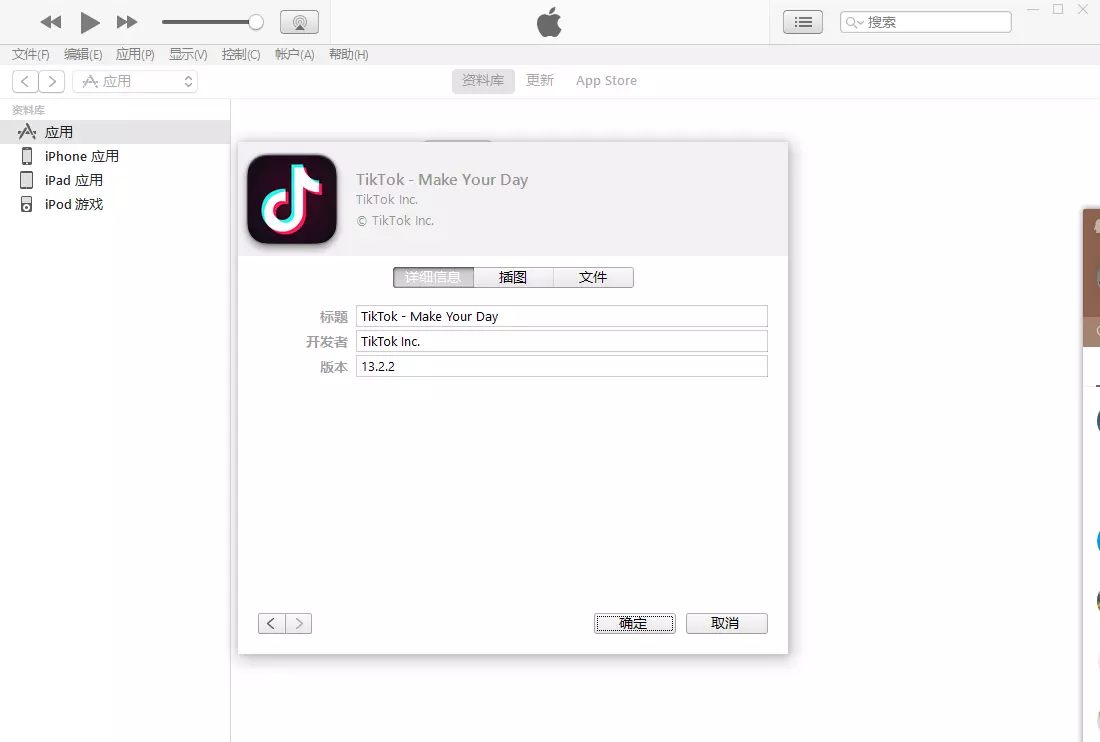 搜索
文件(F) 编辑(E) 应用(P) 显示(V) 控制(C) 帐户(A) 帮助(H)
应用 资料库 更新 App Store
资料库
应用
iPhone 应用
iPad 应用
iPod 游戏
TikTok - Make Your Day
TikTok Inc.
© TikTok Inc.
详细信息 插图 文件
标题 TikTok - Make Your Day
开发者 TikTok Inc.
版本 13.2.2
确定 取消